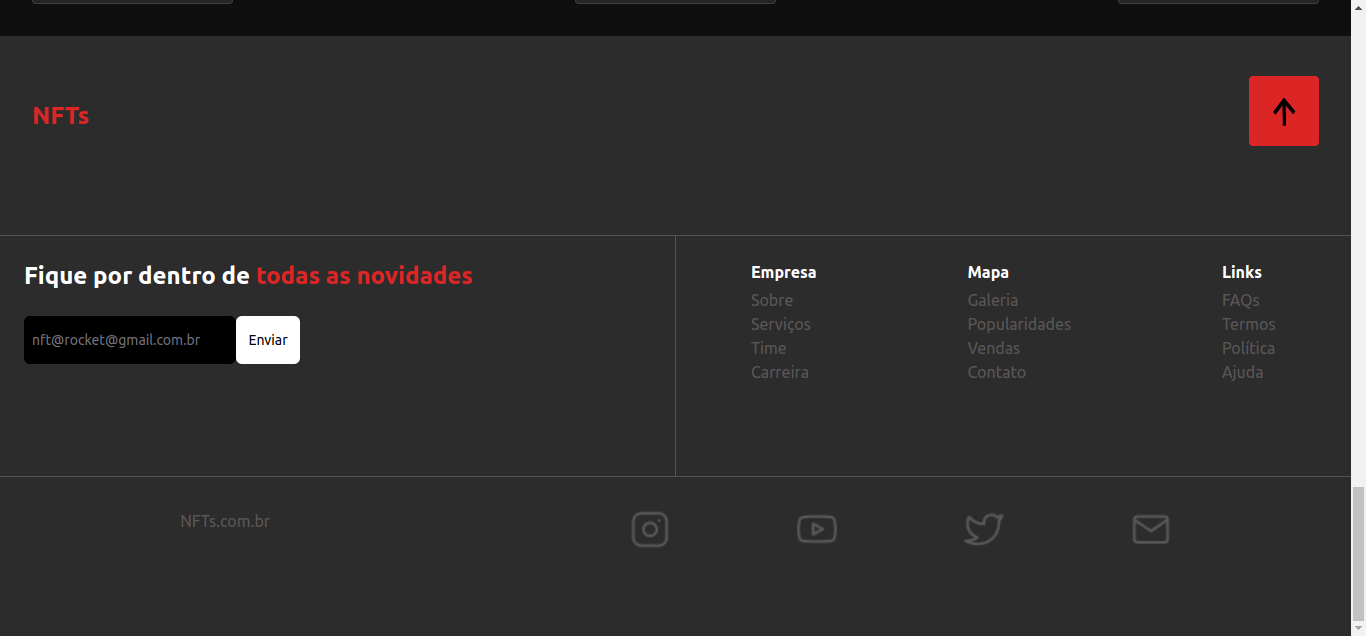 NFTs
Fique por dentro de todas as novidades
nft@rocket@gmail.com.br
Enviar
Empresa
Sobre
Serviços
Time
Carreira
Mapa
Galeria
Popularidades
Vendas
Contato
Links
FAQs
Termos
Política
Ajuda
NFTs.com.br